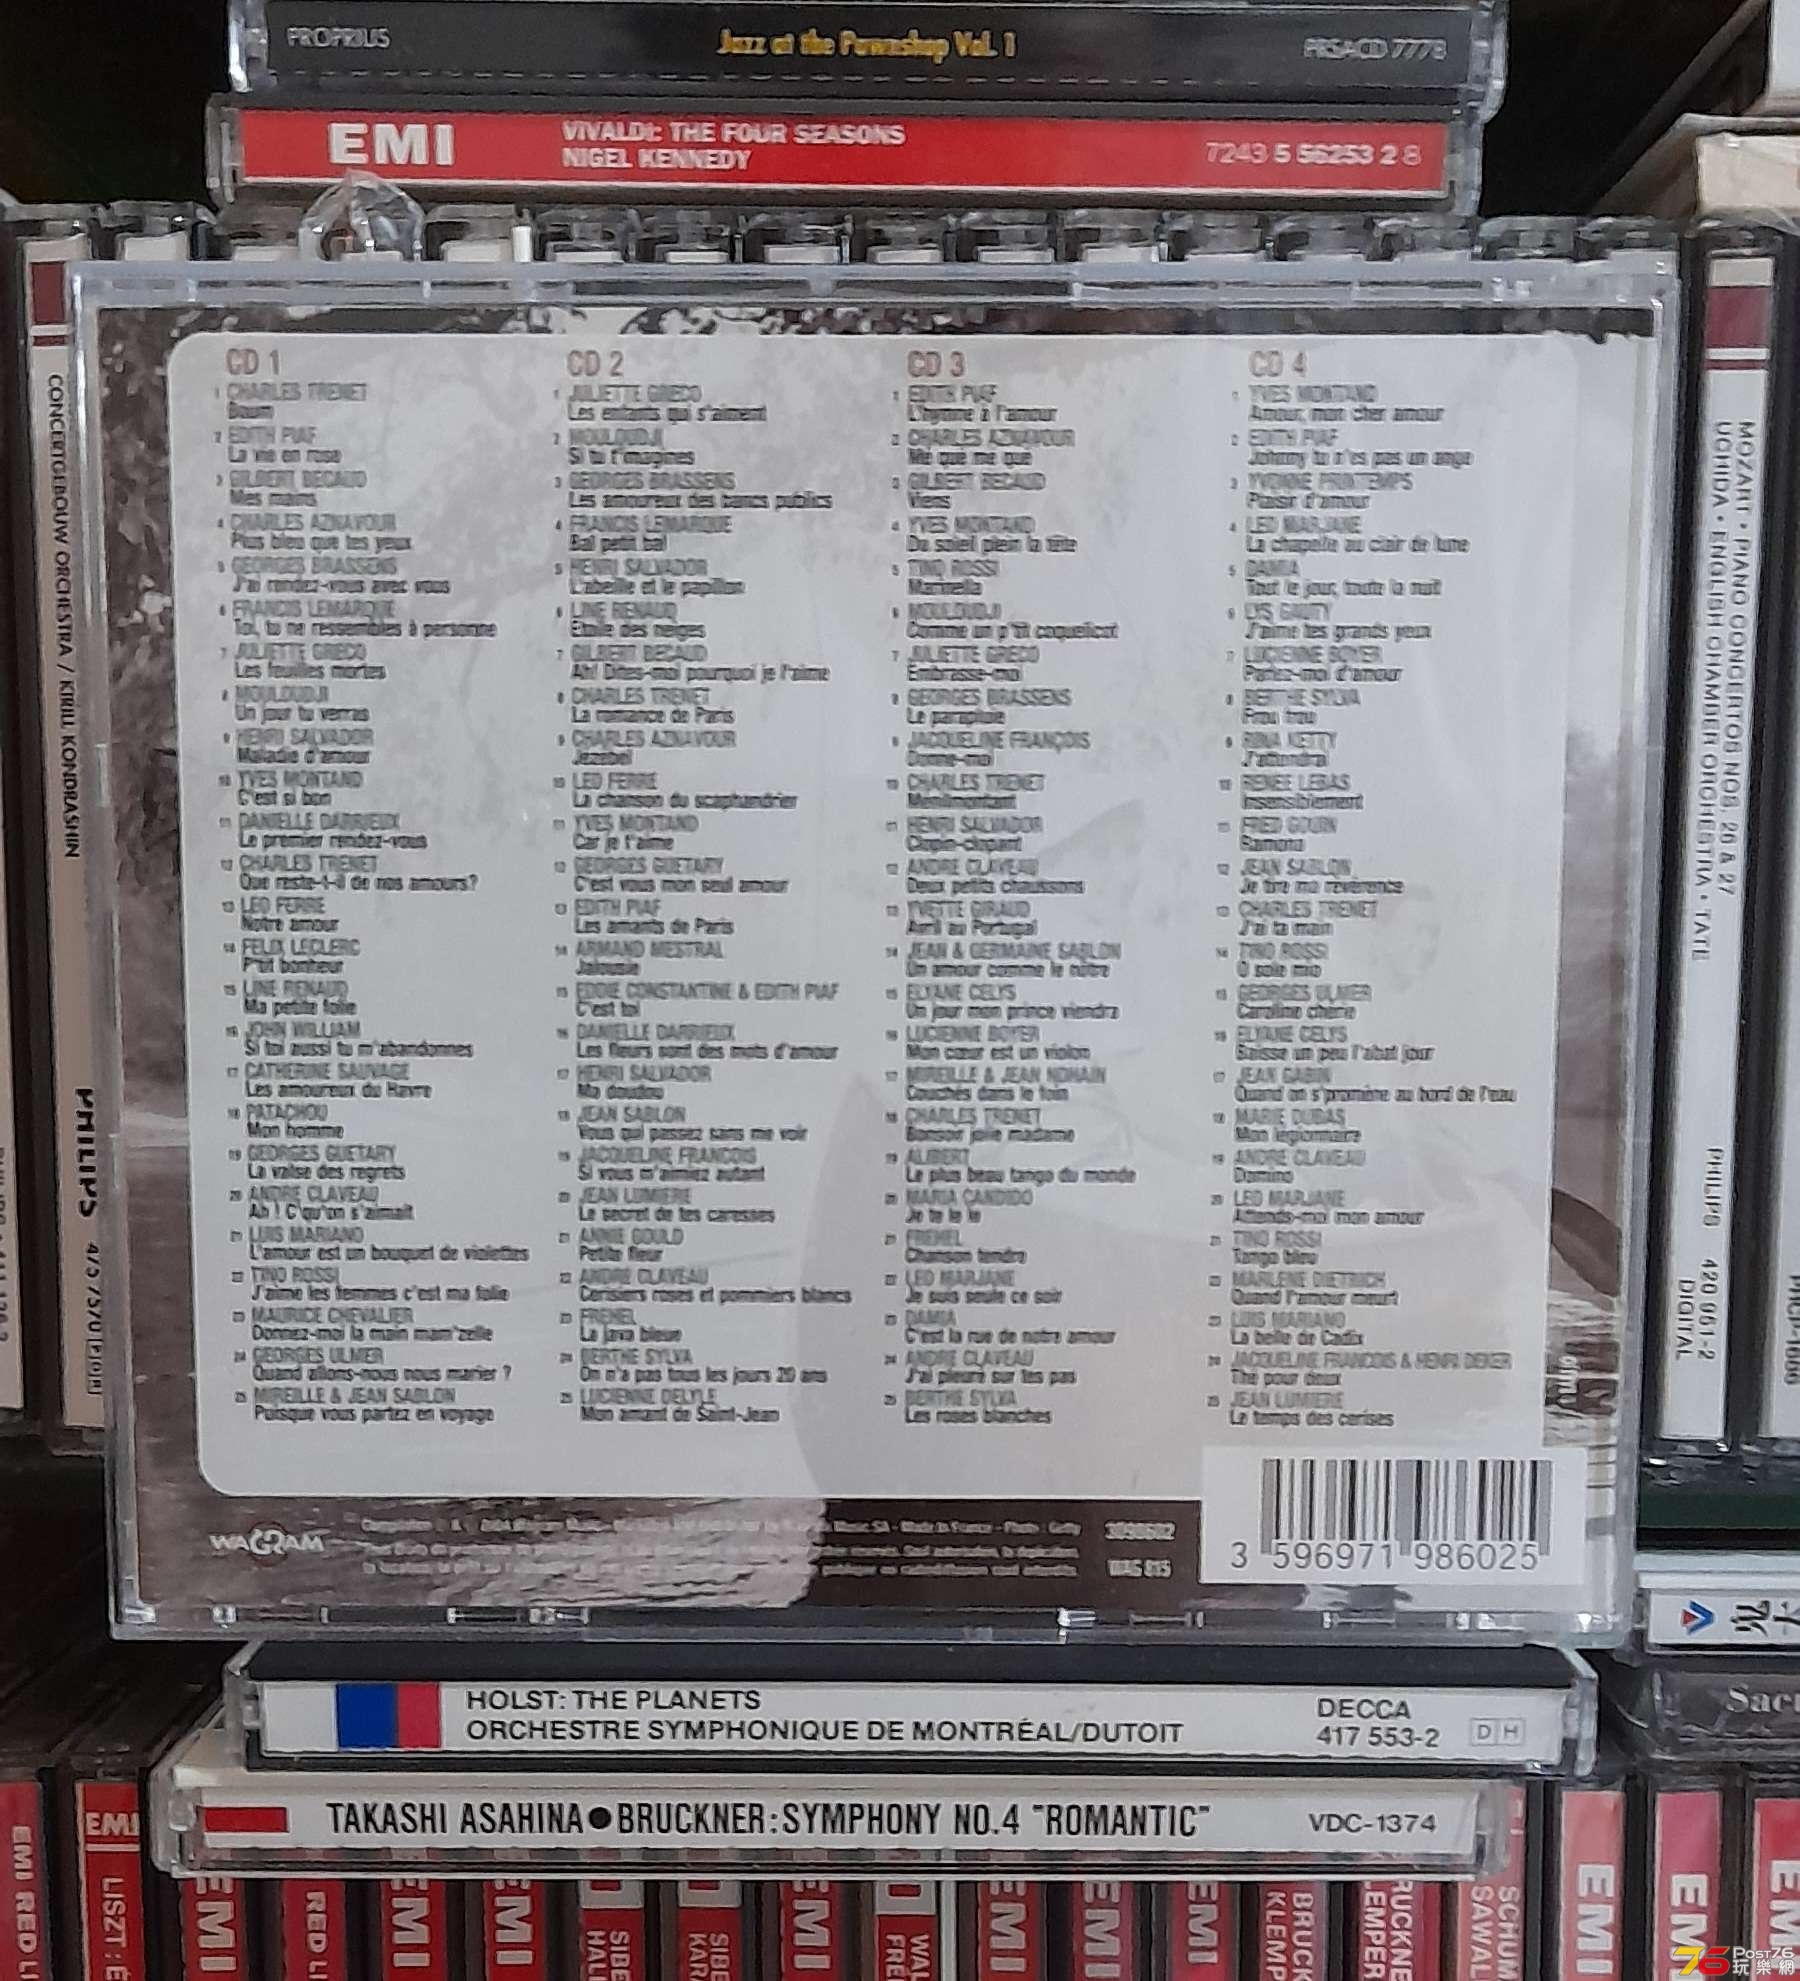 PROPRIUS
Jazz at the Pawnshop Vol. 1
PRSACD 7778
EMI
VIVALDI: THE FOUR SEASONS
NIGEL KENNEDY
7243 5 56253 2 8
CONCERTGEBOUW ORCHESTRA / KIRILL KONDRASHIN
PHILIPS
CD 1
1 CHARLES TRENET
Boum
2 EDITH PIAF
La vie en rose
3 GILBERT BECAUD
Mes mains
4 CHARLES AZNAVOUR
Plus bleu que tes yeux
5 GEORGES BRASSENS
J'ai rendez-vous avec vous
6 FRANCIS LEMARQUE
Toi, tu ne ressembles à personne
7 JULIETTE GRECO
Les feuilles mortes
8 MOULOUDJI
Un jour tu verras
9 HENRI SALVADOR
Maladie d'amour
10 YVES MONTAND
C'est si bon
11 DANIELLE DARRIEUX
Le premier rendez-vous
12 CHARLES TRENET
Que reste-t-il de nos amours?
13 LEO FERRE
Notre amour
14 FELIX LECLERC
P'tit bonheur
15 LINE RENAUD
Ma petite folie
16 JOHN WILLIAM
Si toi aussi tu m'abandonnes
17 CATHERINE SAUVAGE
Les amoureux du Havre
18 PATACHOU
Mon homme
19 GEORGES GUETARY
La valse des regrets
20 ANDRE CLAVEAU
Ah ! C'qu'on s'aimait
21 LUIS MARIANO
L'amour est un bouquet de violettes
22 TINO ROSSI
J'aime les femmes c'est ma folie
23 MAURICE CHEVALIER
Donnez-moi la main mam'zelle
24 GEORGES ULMER
Quand allons-nous nous marier ?
25 MIREILLE & JEAN SABLON
Puisque vous partez en voyage
CD 2
1 JULIETTE GRECO
Les enfants qui s'aiment
2 MOULOUDJI
Si tu t'imagines
3 GEORGES BRASSENS
Les amoureux des bancs publics
4 FRANCIS LEMARQUE
Bal petit bal
5 HENRI SALVADOR
L'abeille et le papillon
6 LINE RENAUD
Etoile des neiges
7 GILBERT BECAUD
Ah! Dites-moi pourquoi je l'aime
8 CHARLES TRENET
La romance de Paris
9 CHARLES AZNAVOUR
Jezebel
10 LEO FERRE
La chanson du scaphandrier
11 YVES MONTAND
Car je t'aime
12 GEORGES GUETARY
C'est vous mon seul amour
13 EDITH PIAF
Les amants de Paris
14 ARMAND MESTRAL
Jalousie
15 EDDIE CONSTANTINE & EDITH PIAF
C'est toi
16 DANIELLE DARRIEUX
Les fleurs sont des mots d'amour
17 HENRI SALVADOR
Ma doudou
18 JEAN SABLON
Vous qui passez sans me voir
19 JACQUELINE FRANCOIS
Si vous m'aimiez autant
20 JEAN LUMIERE
Le secret de tes caresses
21 ANNIE GOULD
Petite fleur
22 ANDRE CLAVEAU
Cerisiers roses et pommiers blancs
23 FREHEL
La java bleue
24 BERTHE SYLVA
On n'a pas tous les jours 20 ans
25 LUCIENNE DELYLE
Mon amant de Saint-Jean
CD 3
1 EDITH PIAF
L'hymne à l'amour
2 CHARLES AZNAVOUR
Mé qué mé qué
3 GILBERT BECAUD
Viens
4 YVES MONTAND
Du soleil plein la tête
5 TINO ROSSI
Marinella
6 MOULOUDJI
Comme un p'tit coquelicot
7 JULIETTE GRECO
Embrasse-moi
8 GEORGES BRASSENS
Le parapluie
9 JACQUELINE FRANÇOIS
Donne-moi
10 CHARLES TRENET
Menilmontant
11 HENRI SALVADOR
Clopin-clopant
12 ANDRE CLAVEAU
Deux petits chaussons
13 YVETTE GIRAUD
Avril au Portugal
14 JEAN & GERMAINE SABLON
Un amour comme le nôtre
15 ELYANE CELYS
Un jour mon prince viendra
16 LUCIENNE BOYER
Mon cœur est un violon
17 MIREILLE & JEAN NOHAIN
Couchés dans le foin
18 CHARLES TRENET
Bonsoir jolie madame
19 ALIBERT
Le plus beau tango du monde
20 MARIA CANDIDO
Je te le le
21 FREHEL
Chanson tendre
22 LEO MARJANE
Je suis seule ce soir
23 DAMIA
C'est la rue de notre amour
24 ANDRE CLAVEAU
J'ai pleuré sur tes pas
25 BERTHE SYLVA
Les roses blanches
CD 4
1 YVES MONTAND
Amour, mon cher amour
2 EDITH PIAF
Johnny tu n'es pas un ange
3 YVONNE PRINTEMPS
Plaisir d'amour
4 LEO MARJANE
La chapelle au clair de lune
5 DAMIA
Tout le jour, toute la nuit
6 LYS GAUTY
J'aime tes grands yeux
7 LUCIENNE BOYER
Parlez-moi d'amour
8 BERTHE SYLVA
Frou frou
9 RINA KETTY
J'attendrai
10 RENEE LEBAS
Insensiblement
11 FRED GOUIN
Ramona
12 JEAN SABLON
Je tire ma révérence
13 CHARLES TRENET
J'ai ta main
14 TINO ROSSI
O sole mio
15 GEORGES ULMER
Caroline chérie
16 ELYANE CELYS
Baisse un peu l'abat jour
17 JEAN GABIN
Quand on s'promène au bord de l'eau
18 MARIE DUBAS
Mon légionnaire
19 ANDRE CLAVEAU
Domino
20 LEO MARJANE
Attends-moi mon amour
21 TINO ROSSI
Tango bleu
22 MARLENE DIETRICH
Quand l'amour meurt
23 LUIS MARIANO
La belle de Cadix
24 JACQUELINE FRANCOIS & HENRI DEKER
Thé pour deux
25 JEAN LUMIERE
Le temps des cerises
WAGRAM
3098602
WAG 815
3 596971 986025
MOZART · PIANO CONCERTOS NOS. 26 & 27
UCHIDA · ENGLISH CHAMBER ORCHESTRA · TATE
PHILIPS 420 951-2
DIGITAL
HOLST: THE PLANETS
ORCHESTRE SYMPHONIQUE DE MONTRÉAL/DUTOIT
DECCA
417 553-2
D H
TAKASHI ASAHINA●BRUCKNER:SYMPHONY NO.4 "ROMANTIC"
VDC-1374
EMI RED LI
EMI
LISZT: É
EMI
RED LI
EMI
EMI
SIBE
HALI
SIBE
KARA
EMI
WAL
FRE
EMI
EMI
EMI
BRUCK
KLEMP
RUCKNE
LEMPER
SCHUM
SAWAL
EMI
EMI
Post76
玩樂網